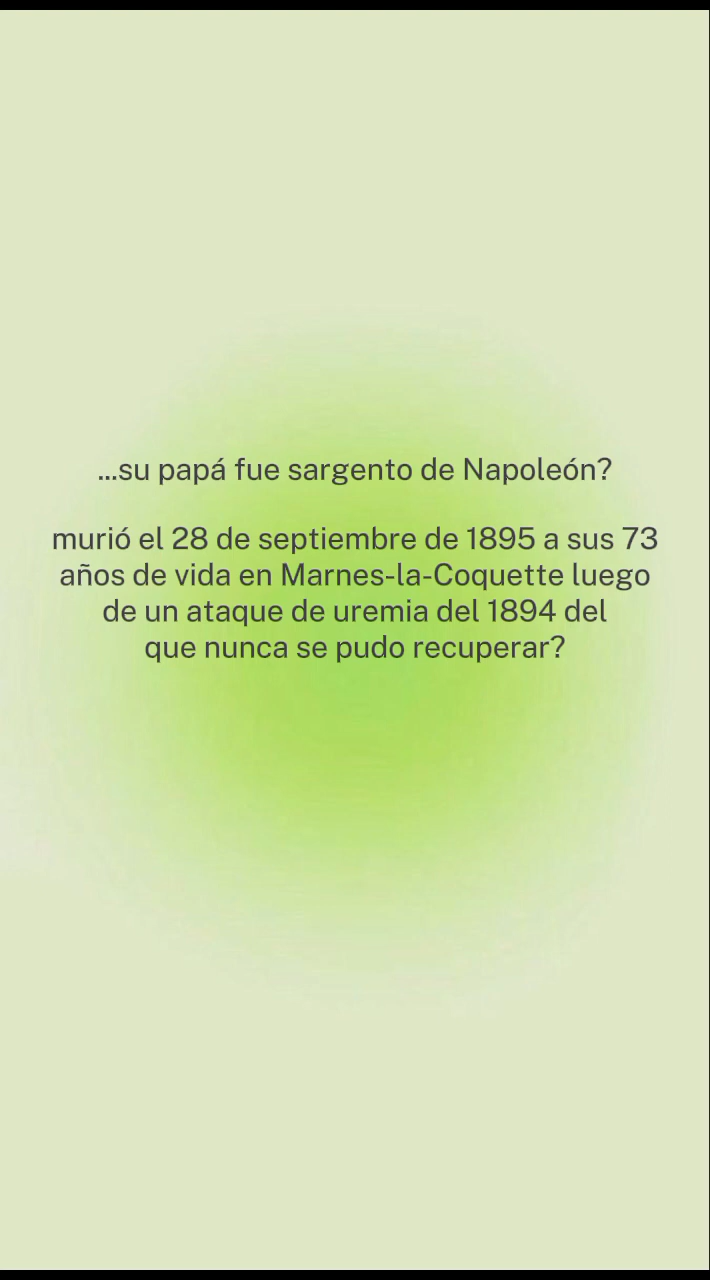 ...su papá fue sargento de Napoleón?
murió el 28 de septiembre de 1895 a sus 73
años de vida en Marnes-la-Coquette luego
de un ataque de uremia del 1894 del
que nunca se pudo recuperar?